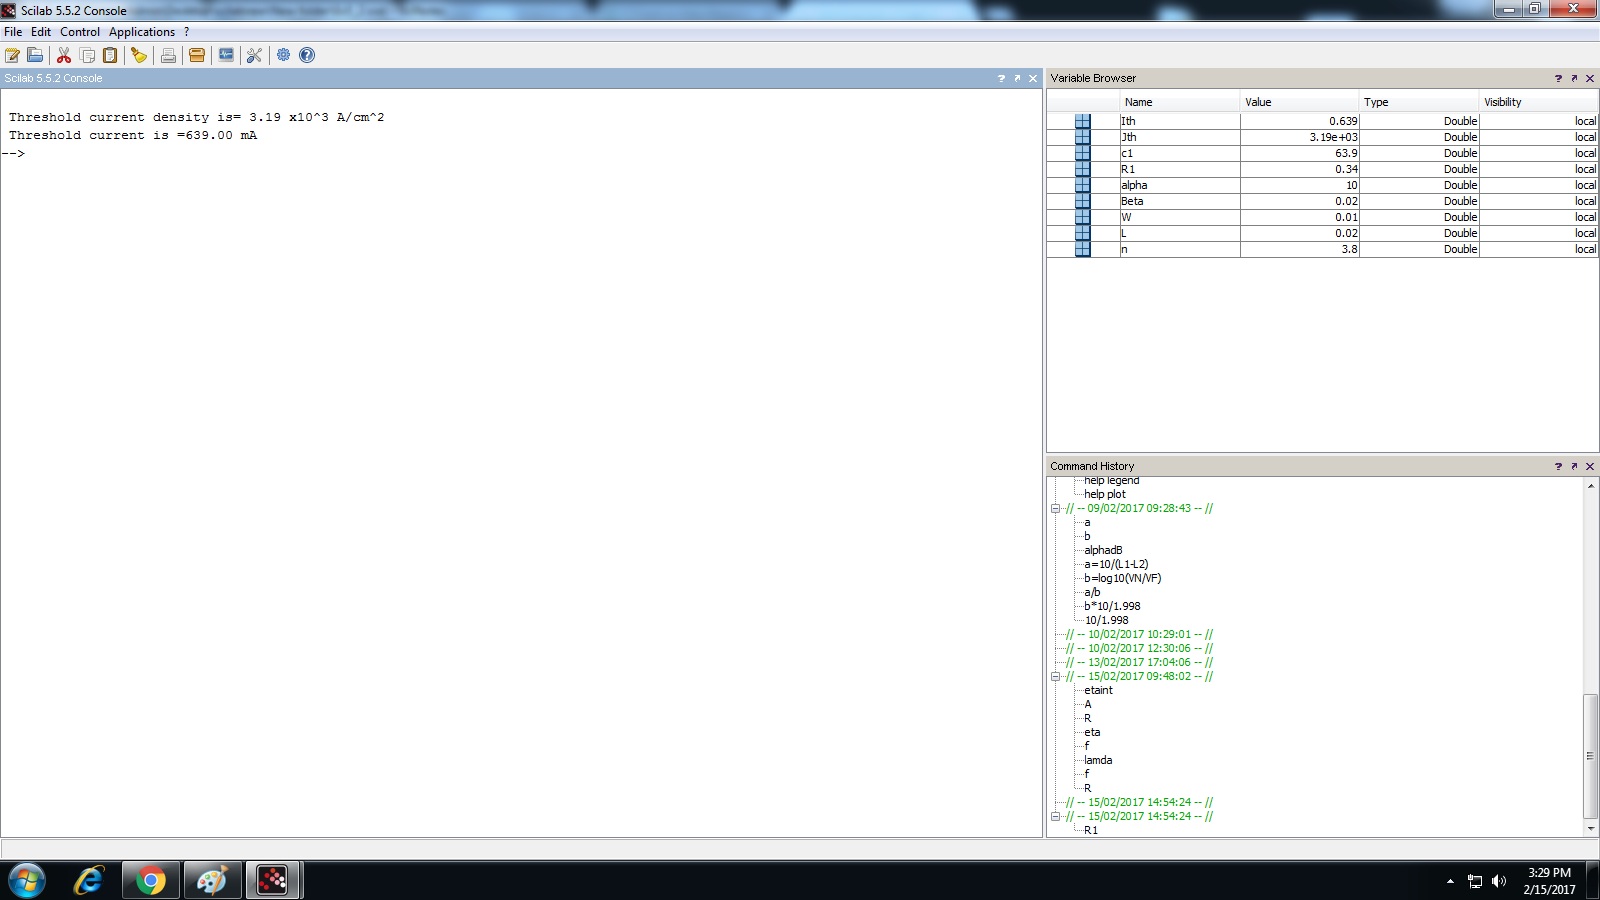 Scilab 5.5.2 Console
File Edit Control Applications ?
Scilab 5.5.2 Console
Threshold current density is= 3.19 x10^3 A/cm^2
Threshold current is =639.00 mA
-->
Variable Browser
Name Value Type Visibility
Ith 0.639 Double local
Jth 3.19e+03 Double local
c1 63.9 Double local
R1 0.34 Double local
alpha 10 Double local
Beta 0.02 Double local
W 0.01 Double local
L 0.02 Double local
n 3.8 Double local
Command History
help legend
help plot
// -- 09/02/2017 09:28:43 -- //
a
b
alphadB
a=10/(L1-L2)
b=log10(VN/VF)
a/b
b*10/1.998
10/1.998
// -- 10/02/2017 10:29:01 -- //
// -- 10/02/2017 12:30:06 -- //
// -- 13/02/2017 17:04:06 -- //
// -- 15/02/2017 09:48:02 -- //
etaint
A
R
eta
f
lamda
f
R
// -- 15/02/2017 14:54:24 -- //
// -- 15/02/2017 14:54:24 -- //
R1
3:29 PM
2/15/2017